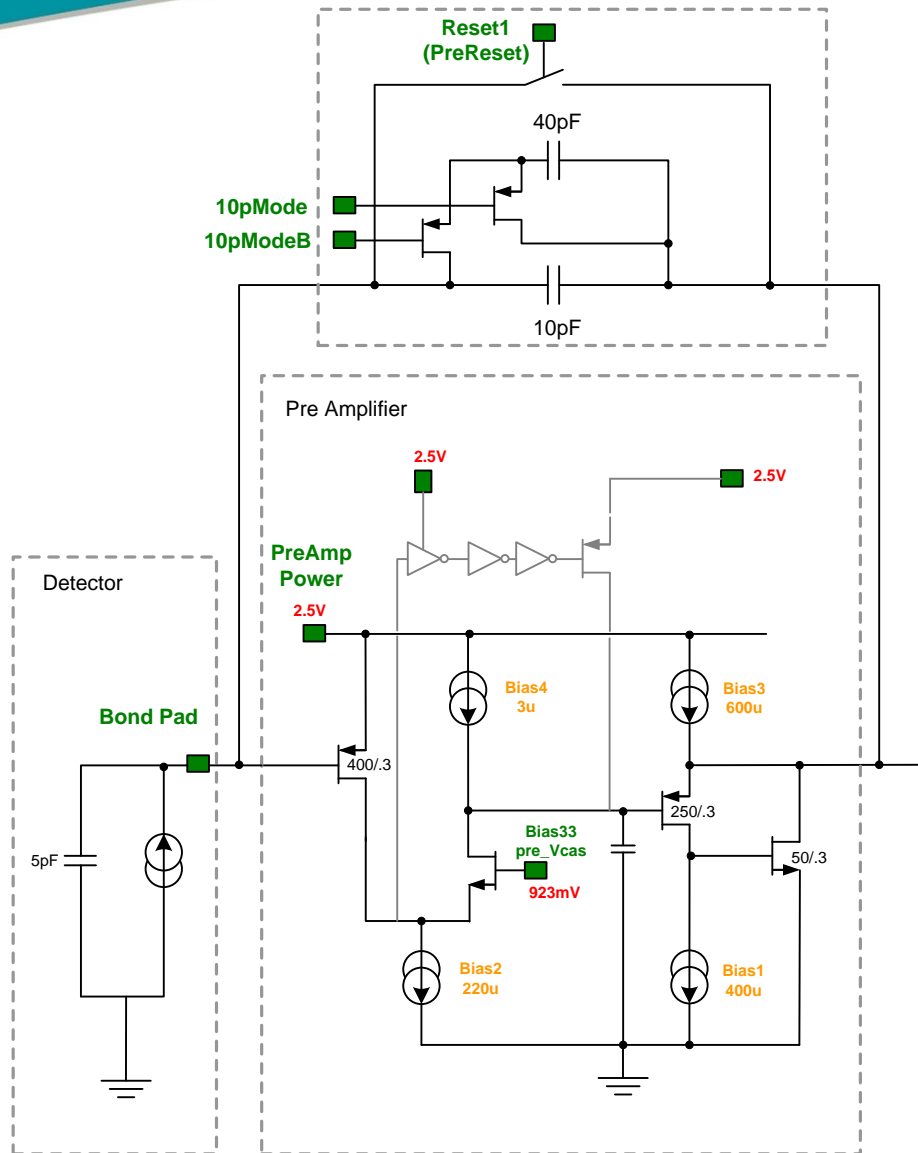 Reset1
(PreReset)
40pF
10pMode
10pModeB
10pF
Pre Amplifier
2.5V
2.5V
PreAmp
Power
2.5V
Detector
Bias4
3u
Bias3
600u
Bond Pad
400/.3
250/.3
Bias33
pre_Vcas
923mV
50/.3
5pF
Bias2
220u
Bias1
400u